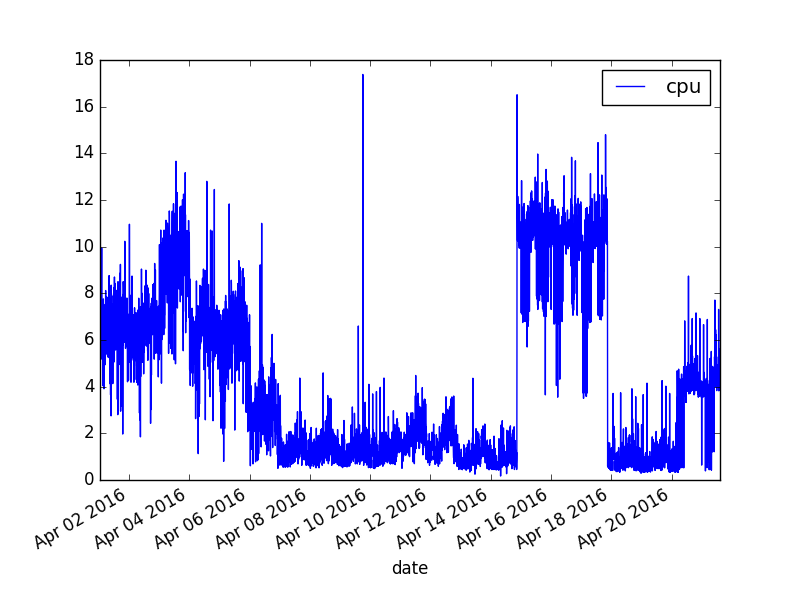 18
16
14
12
10
8
6
4
2
0
cpu
Apr 02 2016
Apr 04 2016
Apr 06 2016
Apr 08 2016
Apr 10 2016
Apr 12 2016
Apr 14 2016
Apr 16 2016
Apr 18 2016
Apr 20 2016
date